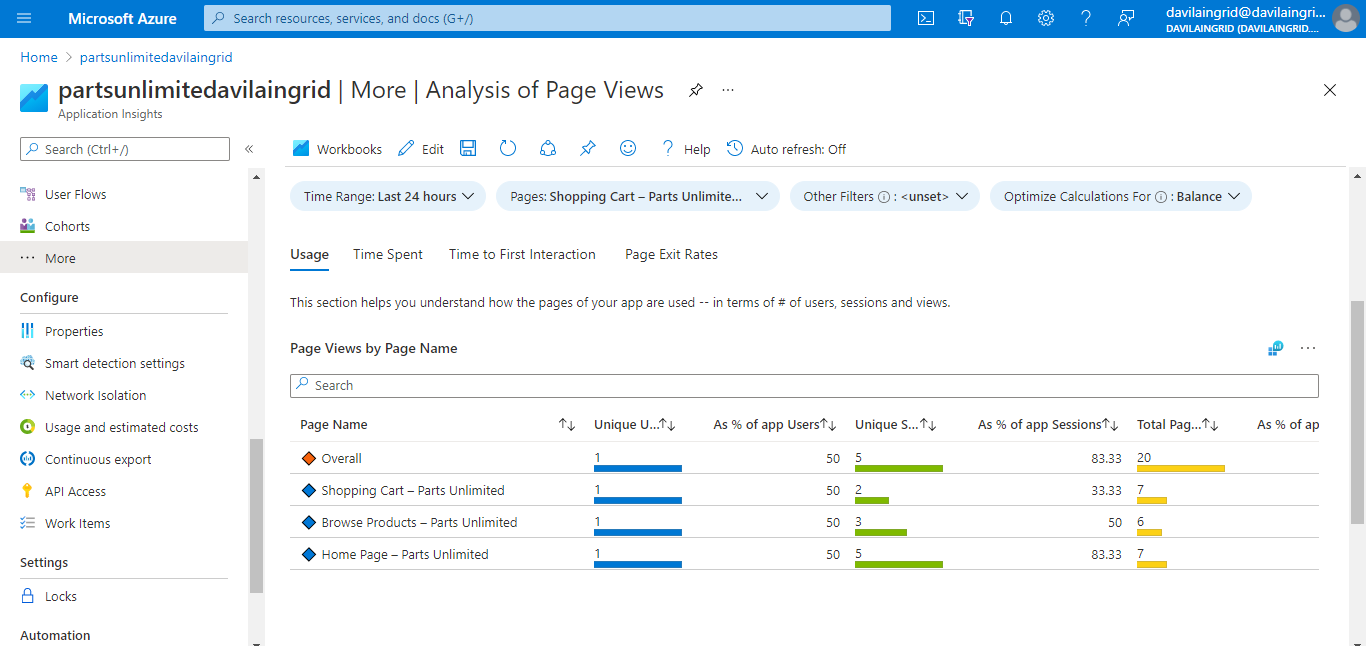 Microsoft Azure
Search resources, services, and docs (G+/)
davilaingrid@davilaingri...
DAVILAINGRID (DAVILAINGRID....
Home > partsunlimiteddavilaingrid
partsunlimitedavilaingrid | More | Analysis of Page Views
Application Insights
Search (Ctrl+/)
«
User Flows
Cohorts
More
Configure
Properties
Smart detection settings
Network Isolation
Usage and estimated costs
Continuous export
API Access
Work Items
Settings
Locks
Automation
Workbooks Edit ? Help Auto refresh: Off
Time Range: Last 24 hours Pages: Shopping Cart – Parts Unlimite... Other Filters : <unset> Optimize Calculations For : Balance
Usage Time Spent Time to First Interaction Page Exit Rates
This section helps you understand how the pages of your app are used -- in terms of # of users, sessions and views.
Page Views by Page Name
Search
Page Name ↑↓ Unique U...↑↓ As % of app Users↑↓ Unique S...↑↓ As % of app Sessions↑↓ Total Pag...↑↓ As % of ap
Overall 1 50 5 83.33 20
Shopping Cart – Parts Unlimited 1 50 2 33.33 7
Browse Products – Parts Unlimited 1 50 3 50 6
Home Page – Parts Unlimited 1 50 5 83.33 7